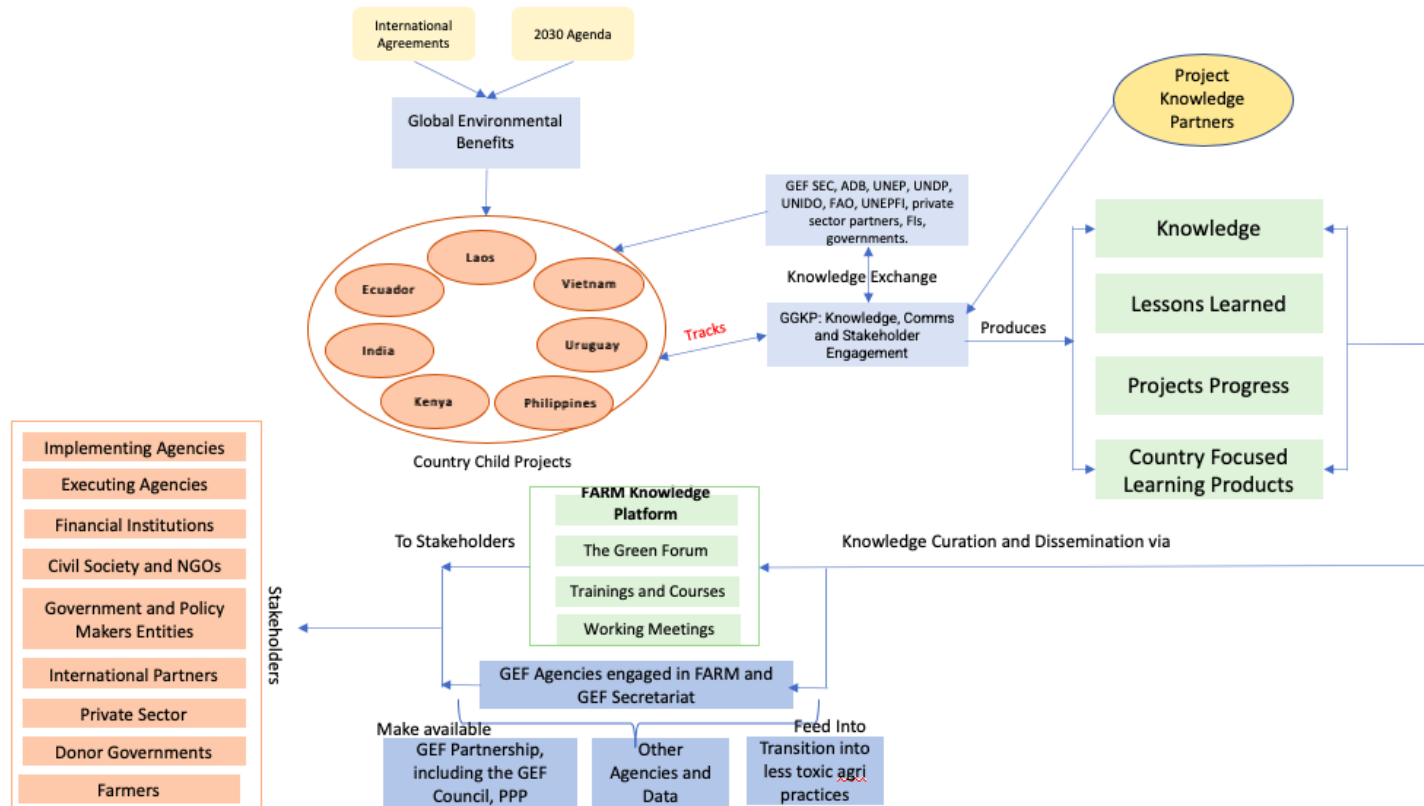 International
Agreements
2030 Agenda
Global Environmental
Benefits
Project
Knowledge
Partners
GEF SEC, ADB, UNEP, UNDP,
UNIDO, FAO, UNEPFI, private
sector partners, FIs,
governments.
Knowledge Exchange
GGKP: Knowledge, Comms
and Stakeholder
Engagement
Tracks
Produces
Laos
Ecuador
Vietnam
India
Uruguay
Kenya
Philippines
Country Child Projects
Knowledge
Lessons Learned
Projects Progress
Country Focused
Learning Products
Knowledge Curation and Dissemination via
FARM Knowledge
Platform
The Green Forum
Trainings and Courses
Working Meetings
To Stakeholders
GEF Agencies engaged in FARM and
GEF Secretariat
Make available
Feed Into
GEF Partnership,
including the GEF
Council, PPP
Other
Agencies and
Data
Transition into
less toxic agri
practices
Stakeholders
Implementing Agencies
Executing Agencies
Financial Institutions
Civil Society and NGOs
Government and Policy
Makers Entities
International Partners
Private Sector
Donor Governments
Farmers